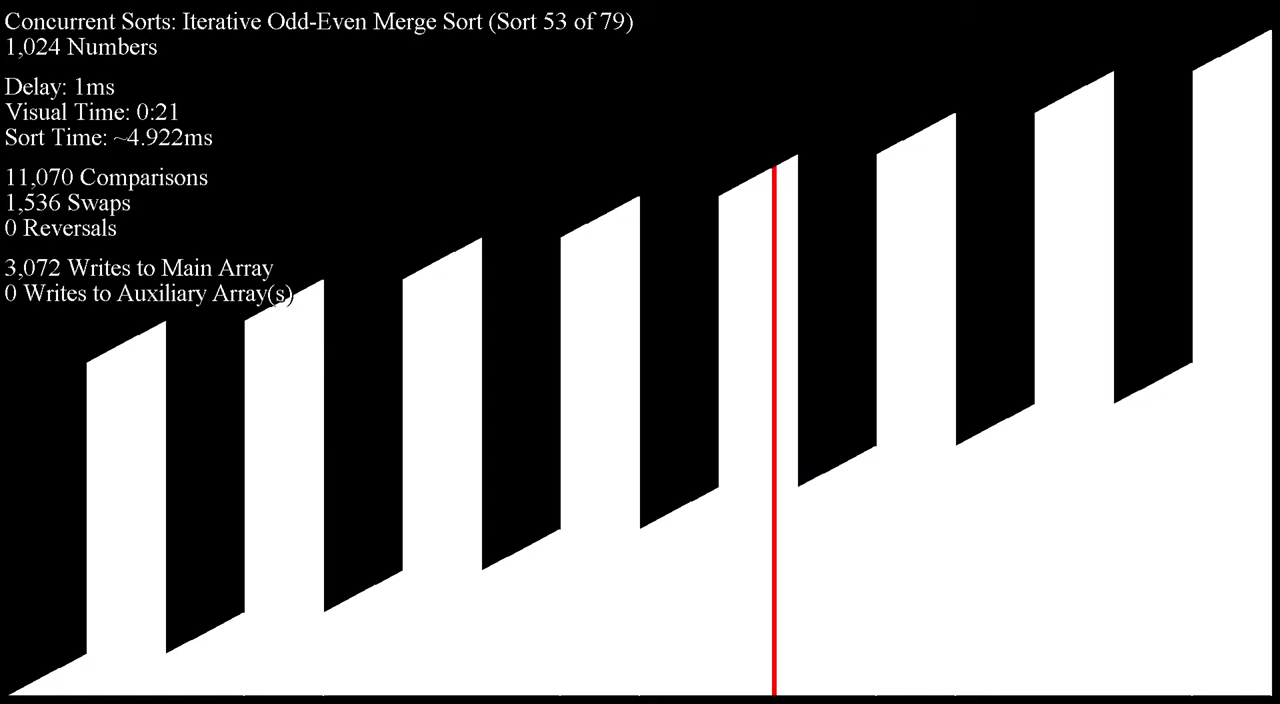 Concurrent Sorts: Iterative Odd-Even Merge Sort (Sort 53 of 79)
1,024 Numbers
Delay: 1ms
Visual Time: 0:21
Sort Time: ~4.922ms
11,070 Comparisons
1,536 Swaps
0 Reversals
3,072 Writes to Main Array
0 Writes to Auxiliary Array(s)